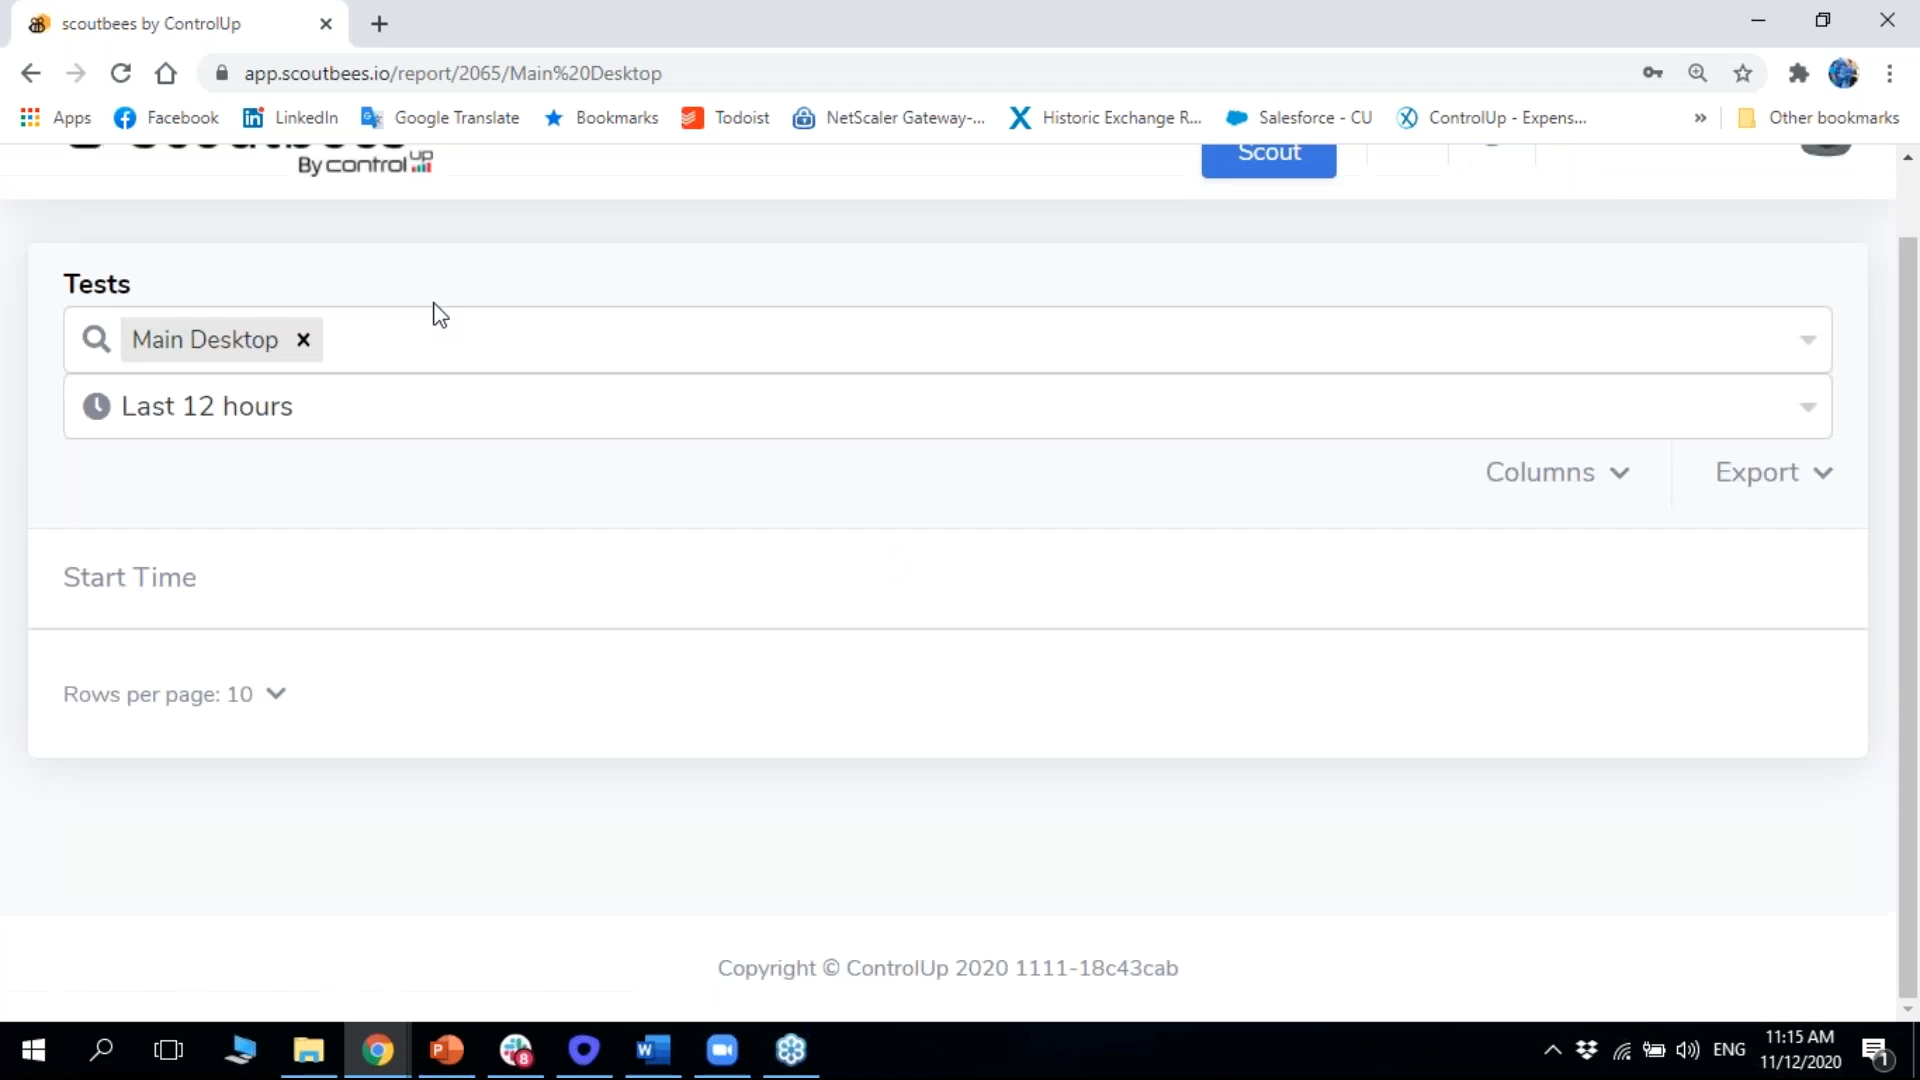 scoutbees by ControlUp
app.scoutbees.io/report/2065/Main%20Desktop
Apps Facebook LinkedIn Google Translate Bookmarks Todoist NetScaler Gateway-... Historic Exchange R... Salesforce - CU ControlUp - Expens... » Other bookmarks
By control up
Scout
Tests
Main Desktop
Last 12 hours
Columns Export
Start Time
Rows per page: 10
Copyright © ControlUp 2020 1111-18c43cab
8
ENG
11:15 AM
11/12/2020
1